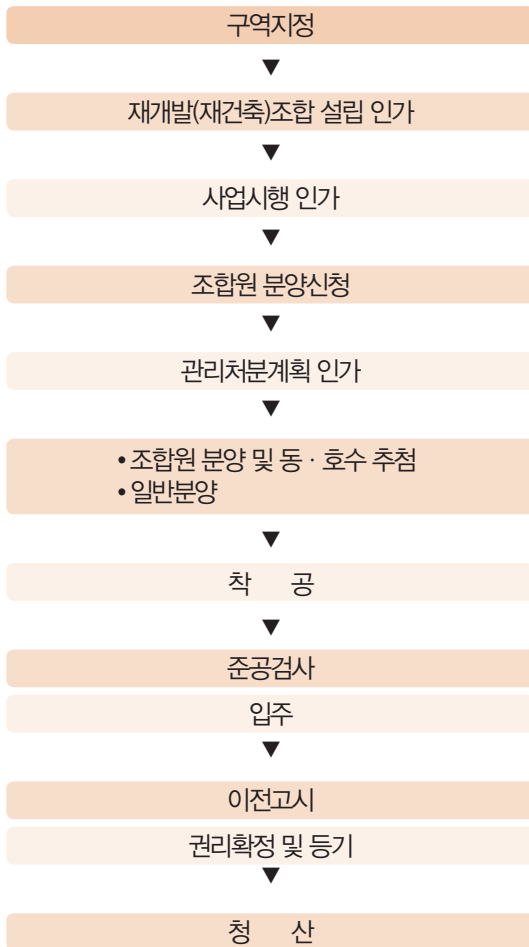 구역지정
▼
재개발(재건축)조합 설립 인가
▼
사업시행 인가
▼
조합원 분양신청
▼
관리처분계획 인가
▼
• 조합원 분양 및 동 · 호수 추첨
• 일반분양
▼
착 공
▼
준공검사
입주
▼
이전고시
권리확정 및 등기
▼
청 산